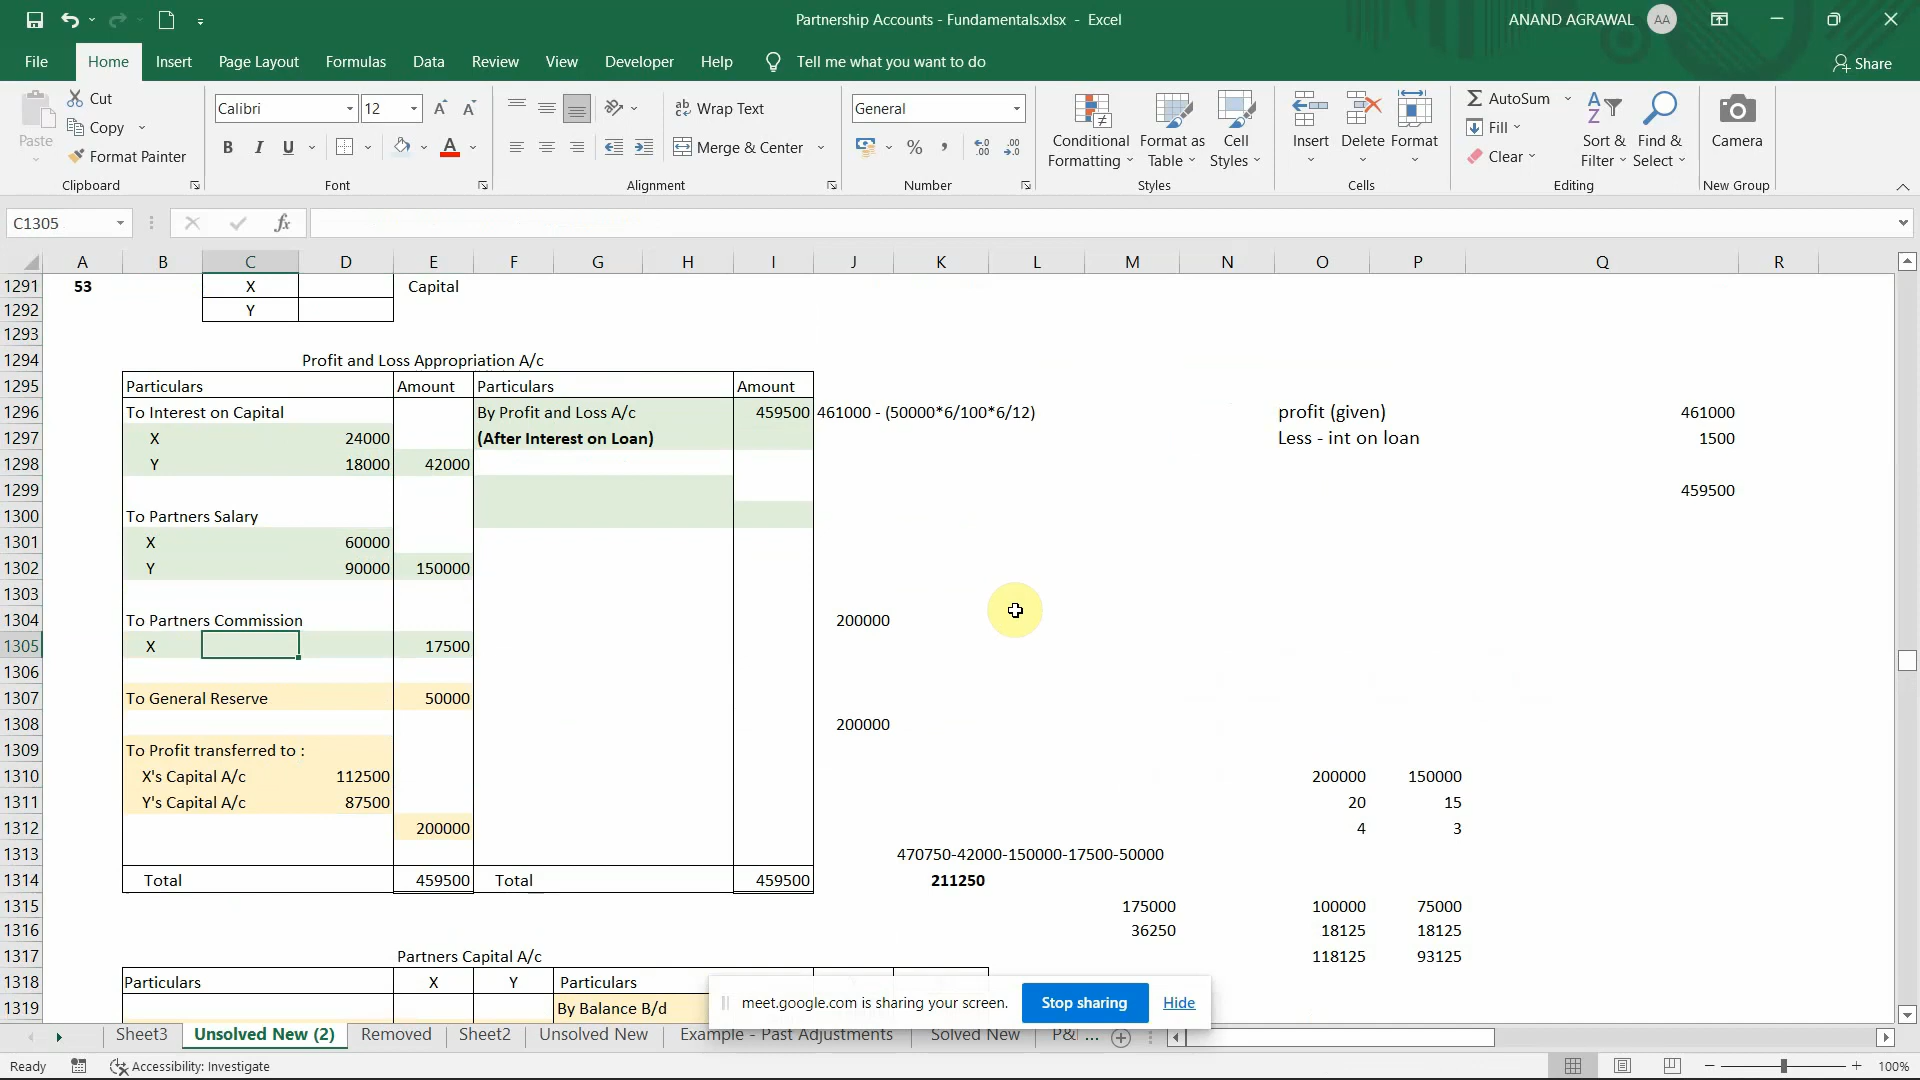 Partnership Accounts - Fundamentals.xlsx - Excel
ANAND AGRAWAL AA
File Home Insert Page Layout Formulas Data Review View Developer Help Tell me what you want to do Share
Paste Cut Copy Format Painter Clipboard
Calibri 12 Font
Wrap Text Merge & Center Alignment
General Number
Conditional Formatting Format as Table Cell Styles Styles
Insert Delete Format Cells
AutoSum Fill Clear Sort & Filter Find & Select Editing
Camera New Group
C1305 fx
A B C D E F G H I J K L M N O P Q R
1291 53 X Capital
1292 Y
1293
1294 Profit and Loss Appropriation A/c
1295 Particulars Amount Particulars Amount
1296 To Interest on Capital By Profit and Loss A/c 459500 461000 - (50000*6/100*6/12) profit (given) 461000
1297 X 24000 (After Interest on Loan) Less - int on loan 1500
1298 Y 18000 42000
1299 459500
1300 To Partners Salary
1301 X 60000
1302 Y 90000 150000
1303
1304 To Partners Commission 200000
1305 X 17500
1306
1307 To General Reserve 50000
1308 200000
1309 To Profit transferred to :
1310 X's Capital A/c 112500 200000 150000
1311 Y's Capital A/c 87500 20 15
1312 200000 4 3
1313 470750-42000-150000-17500-50000
1314 Total 459500 Total 459500 211250
1315 175000 100000 75000
1316 36250 18125 18125
1317 Partners Capital A/c 118125 93125
1318 Particulars X Y Particulars
1319 By Balance B/d
meet.google.com is sharing your screen. Stop sharing Hide
Sheet3 Unsolved New (2) Removed Sheet2 Unsolved New Example - Past Adjustments Solved New P& ...
Ready Accessibility: Investigate 100%